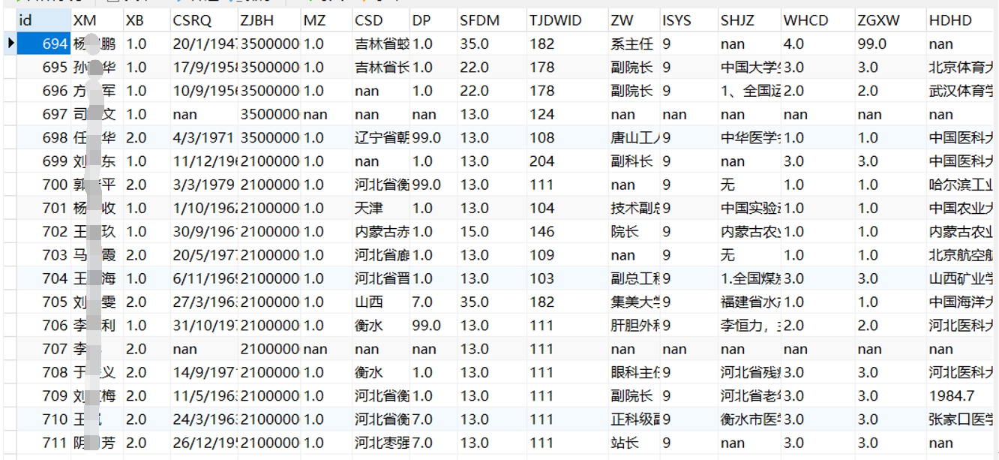 id XM XB CSRQ ZJBH MZ CSD DP SFDM TJDWID ZW ISYS SHJZ WHCD ZGXW HDHD
694 杨 鹏 1.0 20/1/1947 3500000 1.0 吉林省蛟 1.0 35.0 182 系主任 9 nan 4.0 99.0 nan
695 孙 华 1.0 17/9/1958 3500000 1.0 吉林省长 1.0 22.0 178 副院长 9 中国大学 3.0 3.0 北京体育大
696 方 军 1.0 10/9/1956 3500000 1.0 nan 1.0 22.0 178 副院长 9 1、全国运 2.0 2.0 武汉体育学
697 司 文 1.0 nan 3500000 nan nan nan 13.0 124 nan nan nan nan nan nan
698 任 华 2.0 4/3/1971 3500000 1.0 辽宁省朝 99.0 13.0 108 唐山工人 9 中华医学会 1.0 1.0 中国医科大
699 刘 东 1.0 11/12/196 2100000 1.0 nan 1.0 13.0 204 副科长 9 nan 3.0 3.0 中国医科大
700 郭 平 2.0 3/3/1979 2100000 1.0 河北省衡 99.0 13.0 111 nan 9 无 1.0 1.0 哈尔滨工业
701 杨 收 1.0 1/10/1962 2100000 1.0 天津 1.0 13.0 104 技术副总 9 中国实验动 1.0 1.0 中国农业大
702 王 玖 1.0 30/9/1961 2100000 1.0 内蒙古赤 1.0 15.0 146 院长 9 内蒙古农业 1.0 1.0 内蒙古农业
703 马 霞 2.0 20/5/1977 2100000 1.0 河北省廊 1.0 13.0 109 nan 9 无 1.0 1.0 北京航空航
704 王 海 1.0 6/11/1969 2100000 1.0 河北省晋 1.0 13.0 103 副总工程 9 1.全国煤炭 3.0 3.0 山西矿业学
705 刘 雯 2.0 27/3/1963 2100000 1.0 山西 7.0 35.0 182 集美大学 9 福建省水产 1.0 1.0 中国海洋大
706 李 利 1.0 31/10/197 2100000 1.0 衡水 99.0 13.0 111 肝胆外科 9 李恒力， 2.0 2.0 河北医科大
707 李 2.0 nan 2100000 nan nan nan 13.0 111 nan nan nan nan nan nan
708 于 义 2.0 14/9/1971 2100000 1.0 衡水 1.0 13.0 111 眼科主任 9 河北省残疾 3.0 3.0 河北医科大
709 刘 梅 2.0 11/5/1963 2100000 1.0 河北省衡 1.0 13.0 111 副院长 9 河北省老年 3.0 3.0 1984.7
710 王 2.0 24/3/1963 2100000 1.0 河北省衡 7.0 13.0 111 正科级副 9 衡水市医学 3.0 3.0 张家口医学
711 阴 芳 2.0 26/12/195 2100000 1.0 河北枣强 7.0 13.0 111 站长 9 nan 3.0 3.0 nan